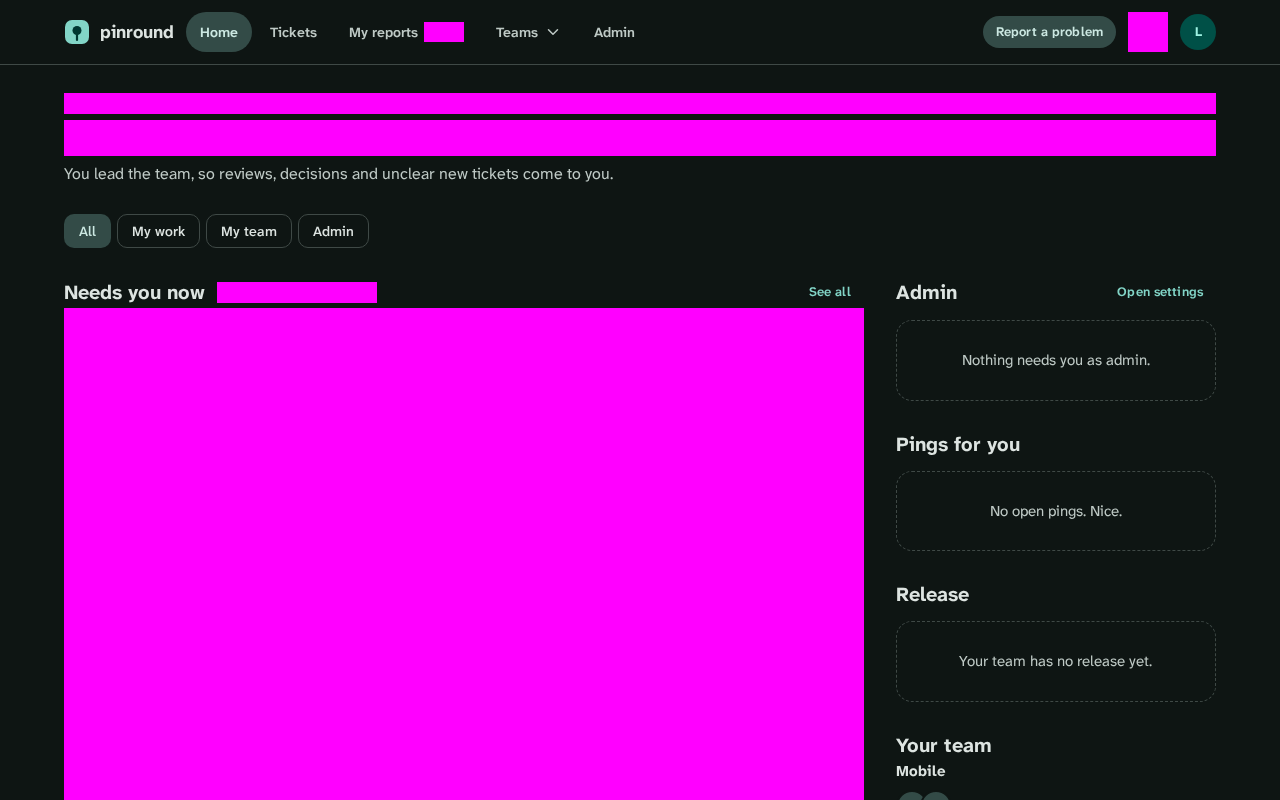 pinround
Home
Tickets
My reports
Teams
Admin
Report a problem
L
You lead the team, so reviews, decisions and unclear new tickets come to you.
All
My work
My team
Admin
Needs you now
See all
Admin
Open settings
Nothing needs you as admin.
Pings for you
No open pings. Nice.
Release
Your team has no release yet.
Your team
Mobile